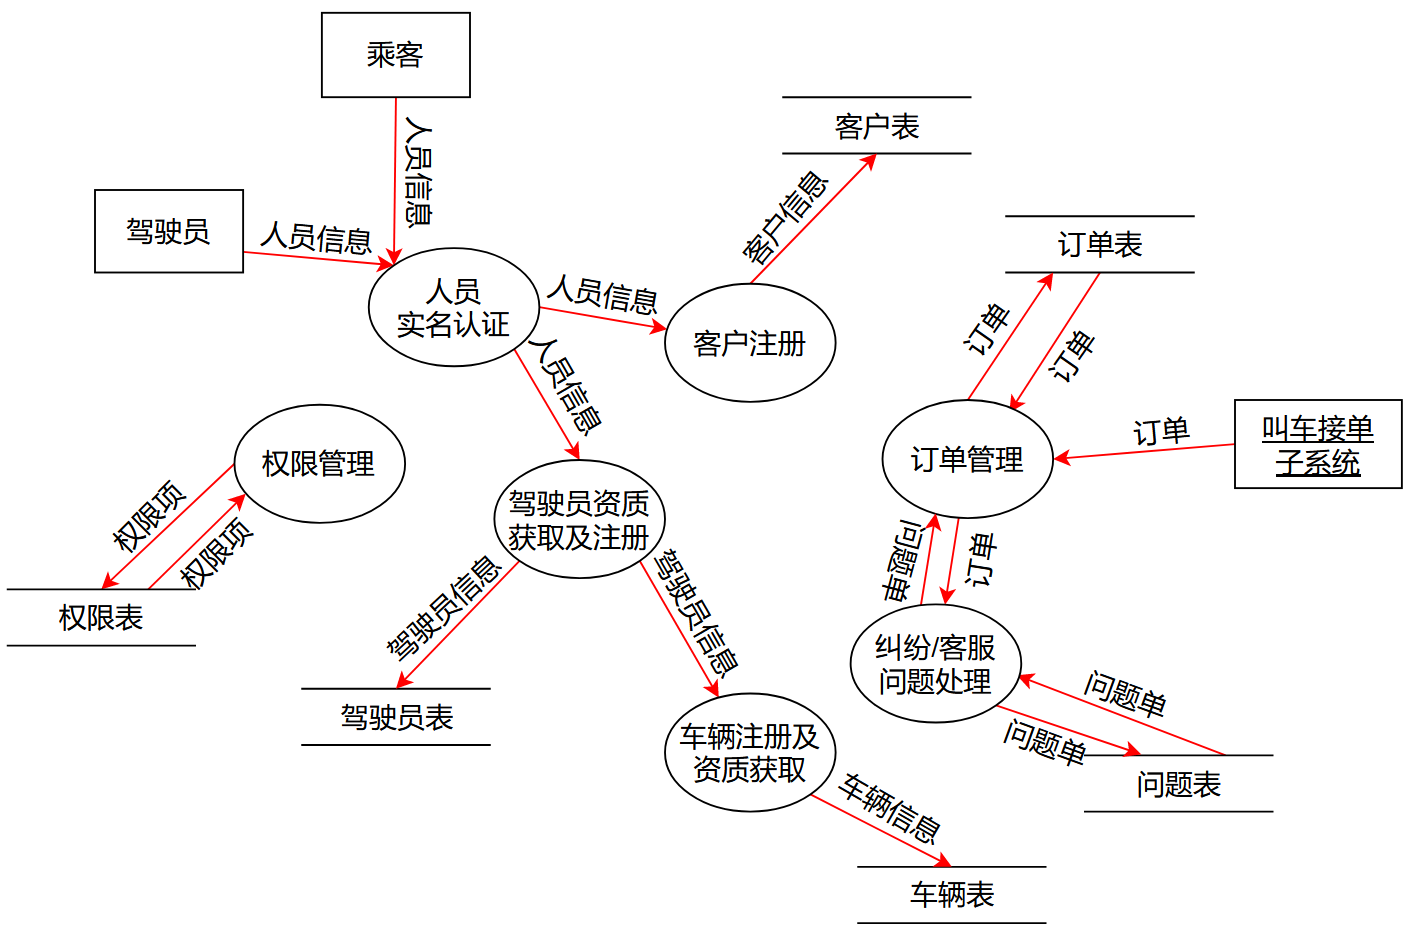 乘客
人员信息
驾驶员
人员信息
人员
实名认证
人员信息
客户注册
客户信息
客户表
人员信息
驾驶员资质
获取及注册
权限管理
权限项
权限项
权限表
驾驶员信息
驾驶员表
驾驶员信息
车辆注册及
资质获取
车辆信息
车辆表
订单表
订单
订单
订单管理
订单
叫车接单
子系统
问题单
订单
纠纷/客服
问题处理
问题单
问题单
问题表